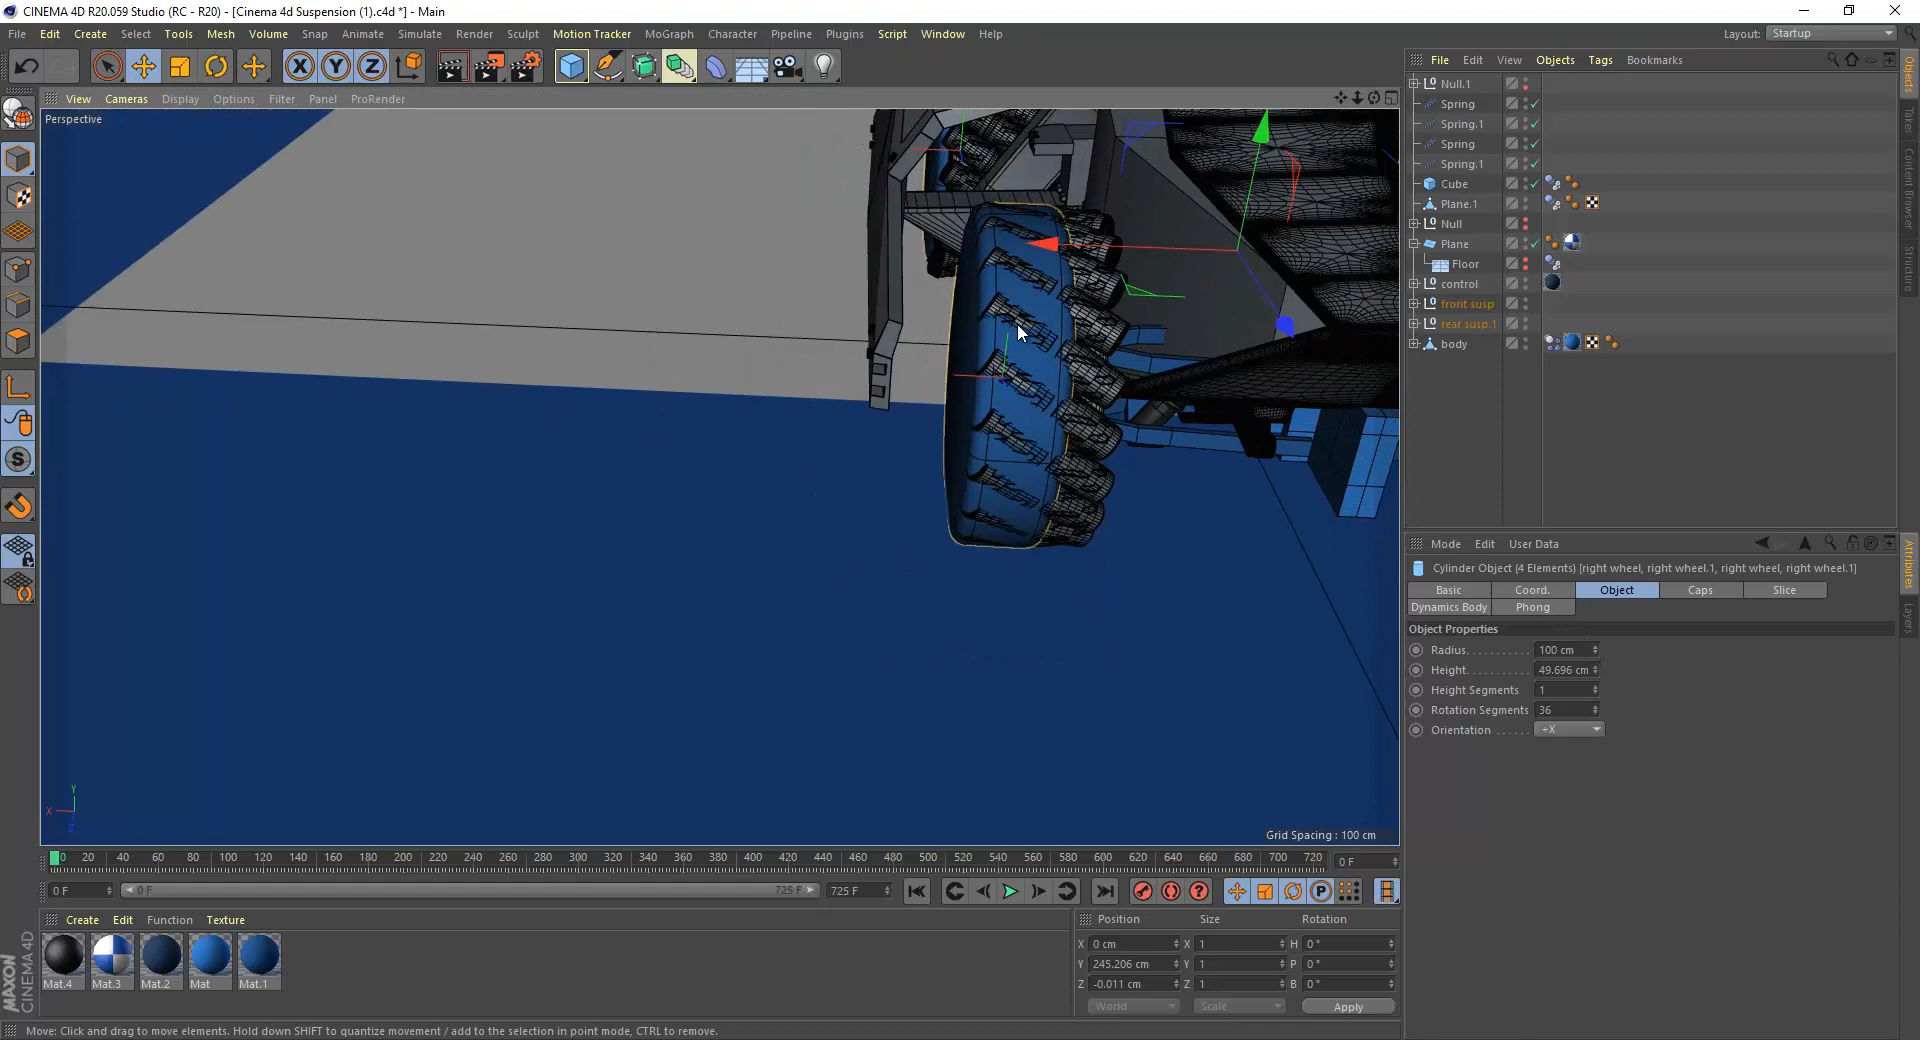 CINEMA 4D R20.059 Studio (RC - R20) - [Cinema 4d Suspension (1).c4d *] - Main
File Edit Create Select Tools Mesh Volume Snap Animate Simulate Render Sculpt Motion Tracker MoGraph Character Pipeline Plugins Script Window Help Layout: Startup
File Edit View Objects Tags Bookmarks
View Cameras Display Options Filter Panel ProRender
Perspective
Null.1
Spring
Spring.1
Spring
Spring.1
Cube
Plane.1
Null
Plane
Floor
control
front susp
rear susp.1
body
Objects
Takes
Content Browser
Structure
Mode Edit User Data
Cylinder Object (4 Elements) [right wheel, right wheel.1, right wheel, right wheel.1]
Basic Coord. Object Caps Slice
Dynamics Body Phong
Object Properties
Radius 100 cm
Height 49.696 cm
Height Segments 1
Rotation Segments 36
Orientation +X
Attributes
Layers
Y
X
Z
Grid Spacing : 100 cm
0 20 40 60 80 100 120 140 160 180 200 220 240 260 280 300 320 340 360 380 400 420 440 460 480 500 520 540 560 580 600 620 640 660 680 700 720 0 F
0 F 0 F 725 F 725 F
Create Edit Function Texture
Mat.4 Mat.3 Mat.2 Mat Mat.1
Position Size Rotation
X 0 cm X 1 H 0 °
Y 245.206 cm Y 1 P 0 °
Z -0.011 cm Z 1 B 0 °
World Scale Apply
MAXON
CINEMA 4D
Move: Click and drag to move elements. Hold down SHIFT to quantize movement / add to the selection in point mode, CTRL to remove.